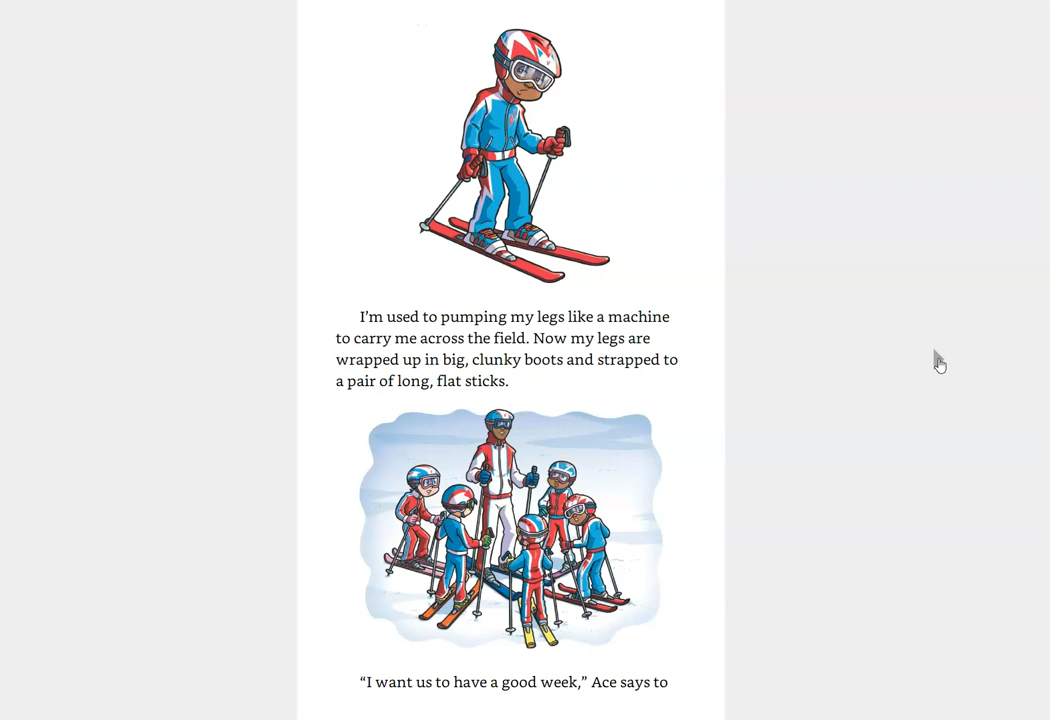 I’m used to pumping my legs like a machine
to carry me across the field. Now my legs are
wrapped up in big, clunky boots and strapped to
a pair of long, flat sticks.
“I want us to have a good week,” Ace says to